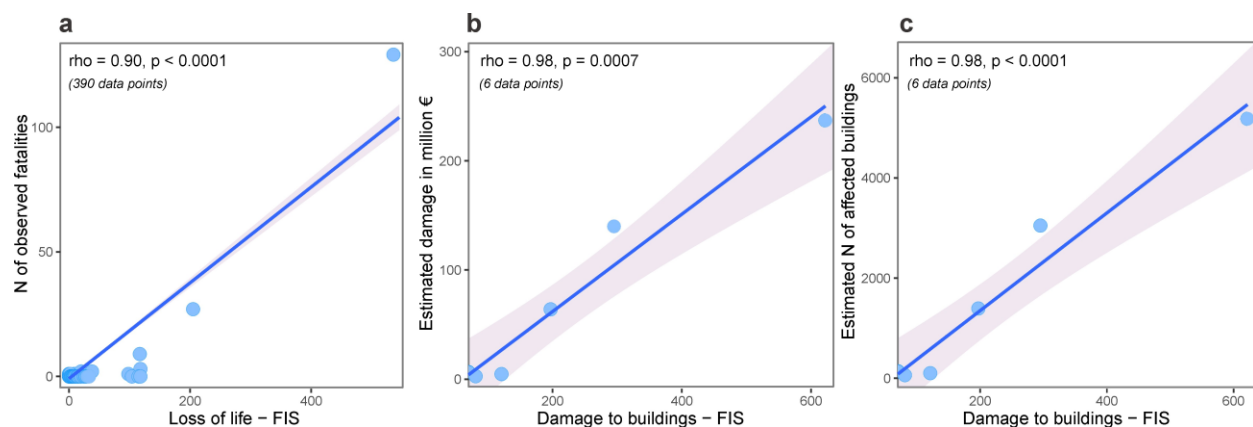 a
rho = 0.90, p < 0.0001
(390 data points)
N of observed fatalities
100
50
0
0
200
400
Loss of life – FIS
b
rho = 0.98, p = 0.0007
(6 data points)
Estimated damage in million €
300
200
100
0
200
400
600
Damage to buildings – FIS
c
rho = 0.98, p < 0.0001
(6 data points)
Estimated N of affected buildings
6000
4000
2000
0
200
400
600
Damage to buildings – FIS